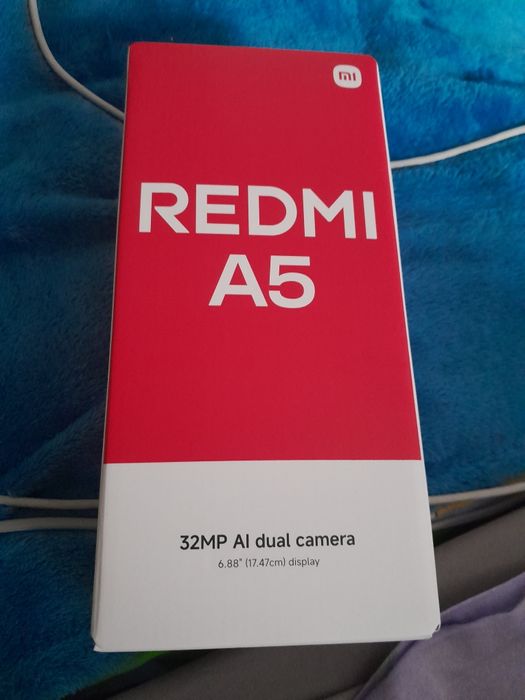 mi
REDMI
A5
32MP AI dual camera
6.88" (17.47cm) display